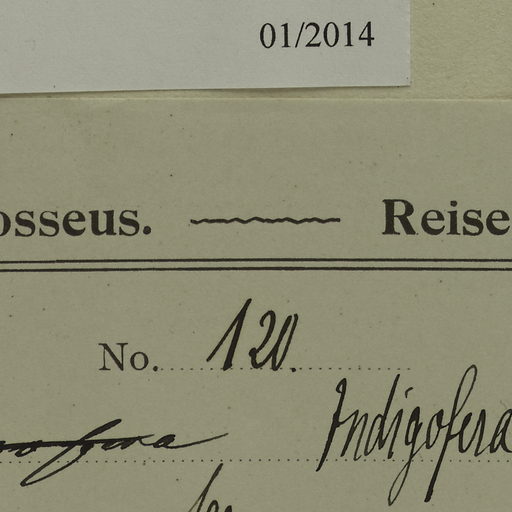 01/2014
osseus. Reise
No. 120.
Indigofera